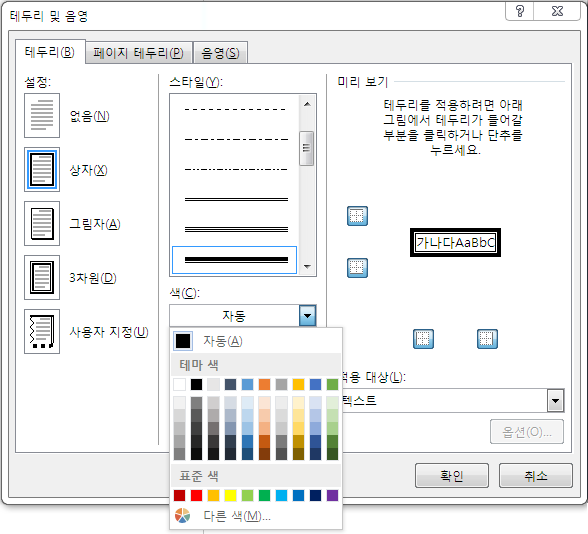 테두리 및 음영
테두리(B)
페이지 테두리(P)
음영(S)
설정:
없음(N)
상자(X)
그림자(A)
3차원(D)
사용자 지정(U)
스타일(Y):
색(C):
자동
자동(A)
테마 색
표준 색
다른 색(M)...
미리 보기
테두리를 적용하려면 아래
그림에서 테두리가 들어갈
부분을 클릭하거나 단추를
누르세요.
가나다AaBbC
적용 대상(L):
텍스트
옵션(O)...
확인
취소